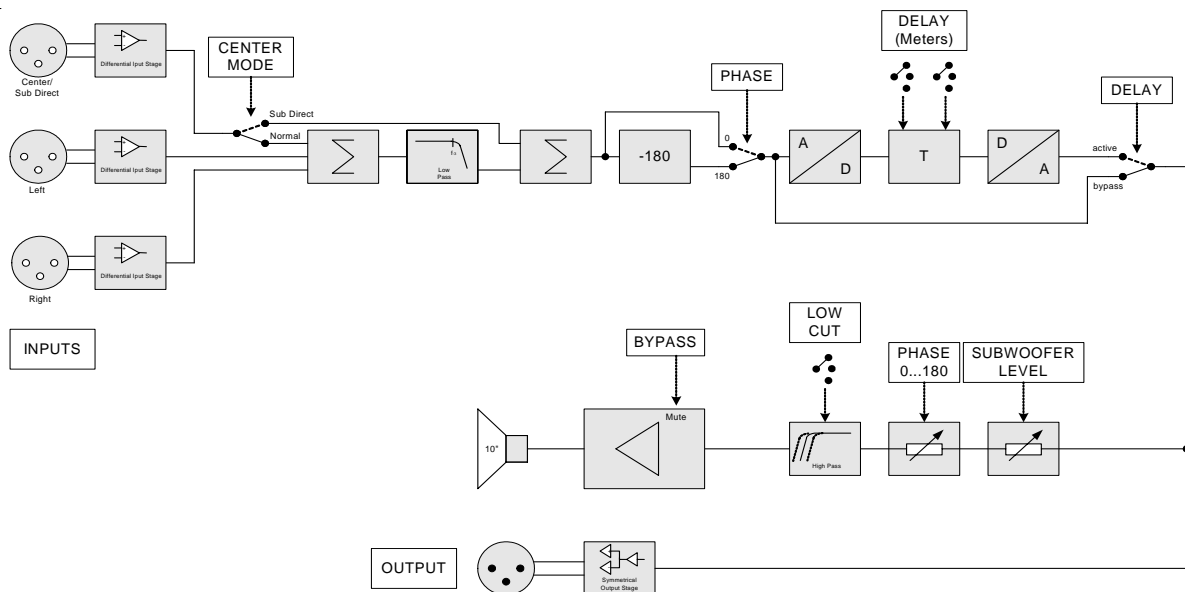 DELAY
(Meters)
CENTER
MODE
PHASE
DELAY
Differential Iput Stage
Center/
Sub Direct
Sub Direct
Normal
Differential Iput Stage
Left
Low
Pass
0
-180
180
A
D
T
D
A
active
bypass
Differential Iput Stage
Right
INPUTS
BYPASS
LOW
CUT
PHASE
0...180
SUBWOOFER
LEVEL
Mute
10"
High Pass
OUTPUT
Symmetrical
Output Stage